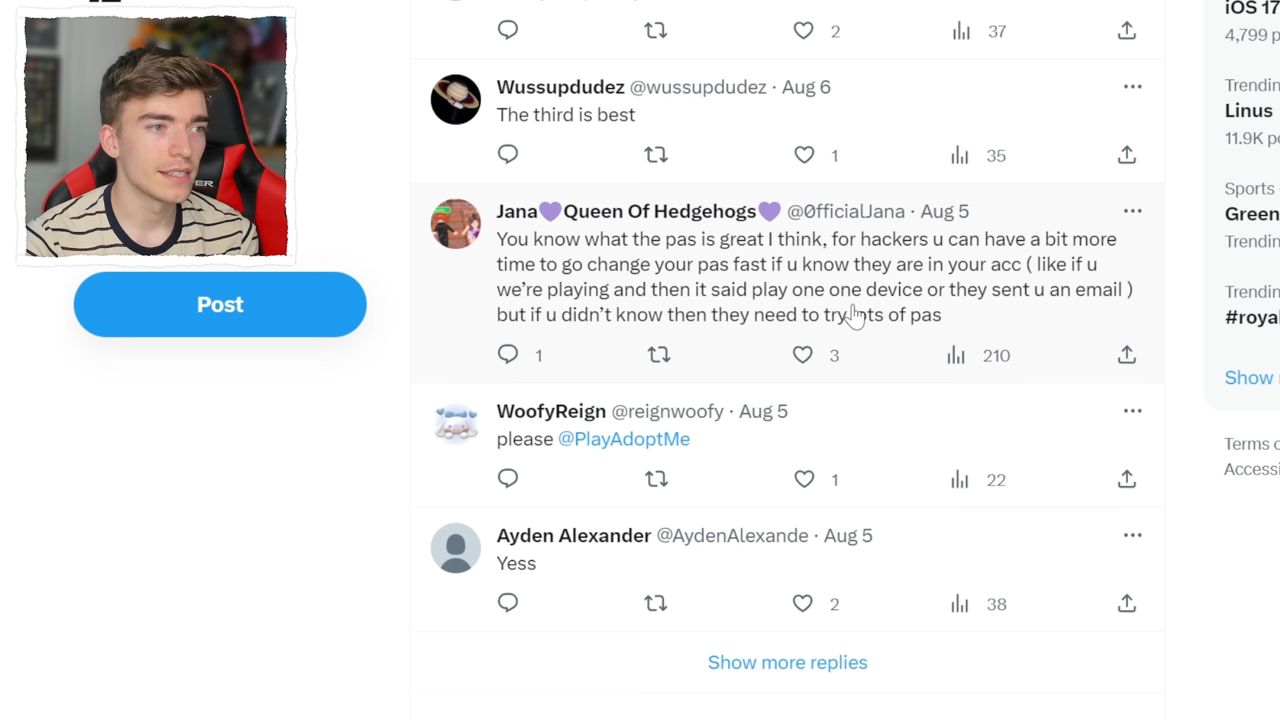 2
37
iOS 17
4,799 p
Wussupdudez @wussupdudez · Aug 6
The third is best
1
35
Trendin
Linus
11.9K po
Jana💜Queen Of Hedgehogs💜 @0fficialJana · Aug 5
You know what the pas is great I think, for hackers u can have a bit more
time to go change your pas fast if u know they are in your acc ( like if u
we're playing and then it said play one one device or they sent u an email )
but if u didn't know then they need to try of pas
1
3
210
Sports
Green
Trendin
Trendin
#royal
Show
Post
WoofyReign @reignwoofy · Aug 5
please @PlayAdoptMe
1
22
Terms o
Accessi
Ayden Alexander @AydenAlexande · Aug 5
Yess
2
38
Show more replies